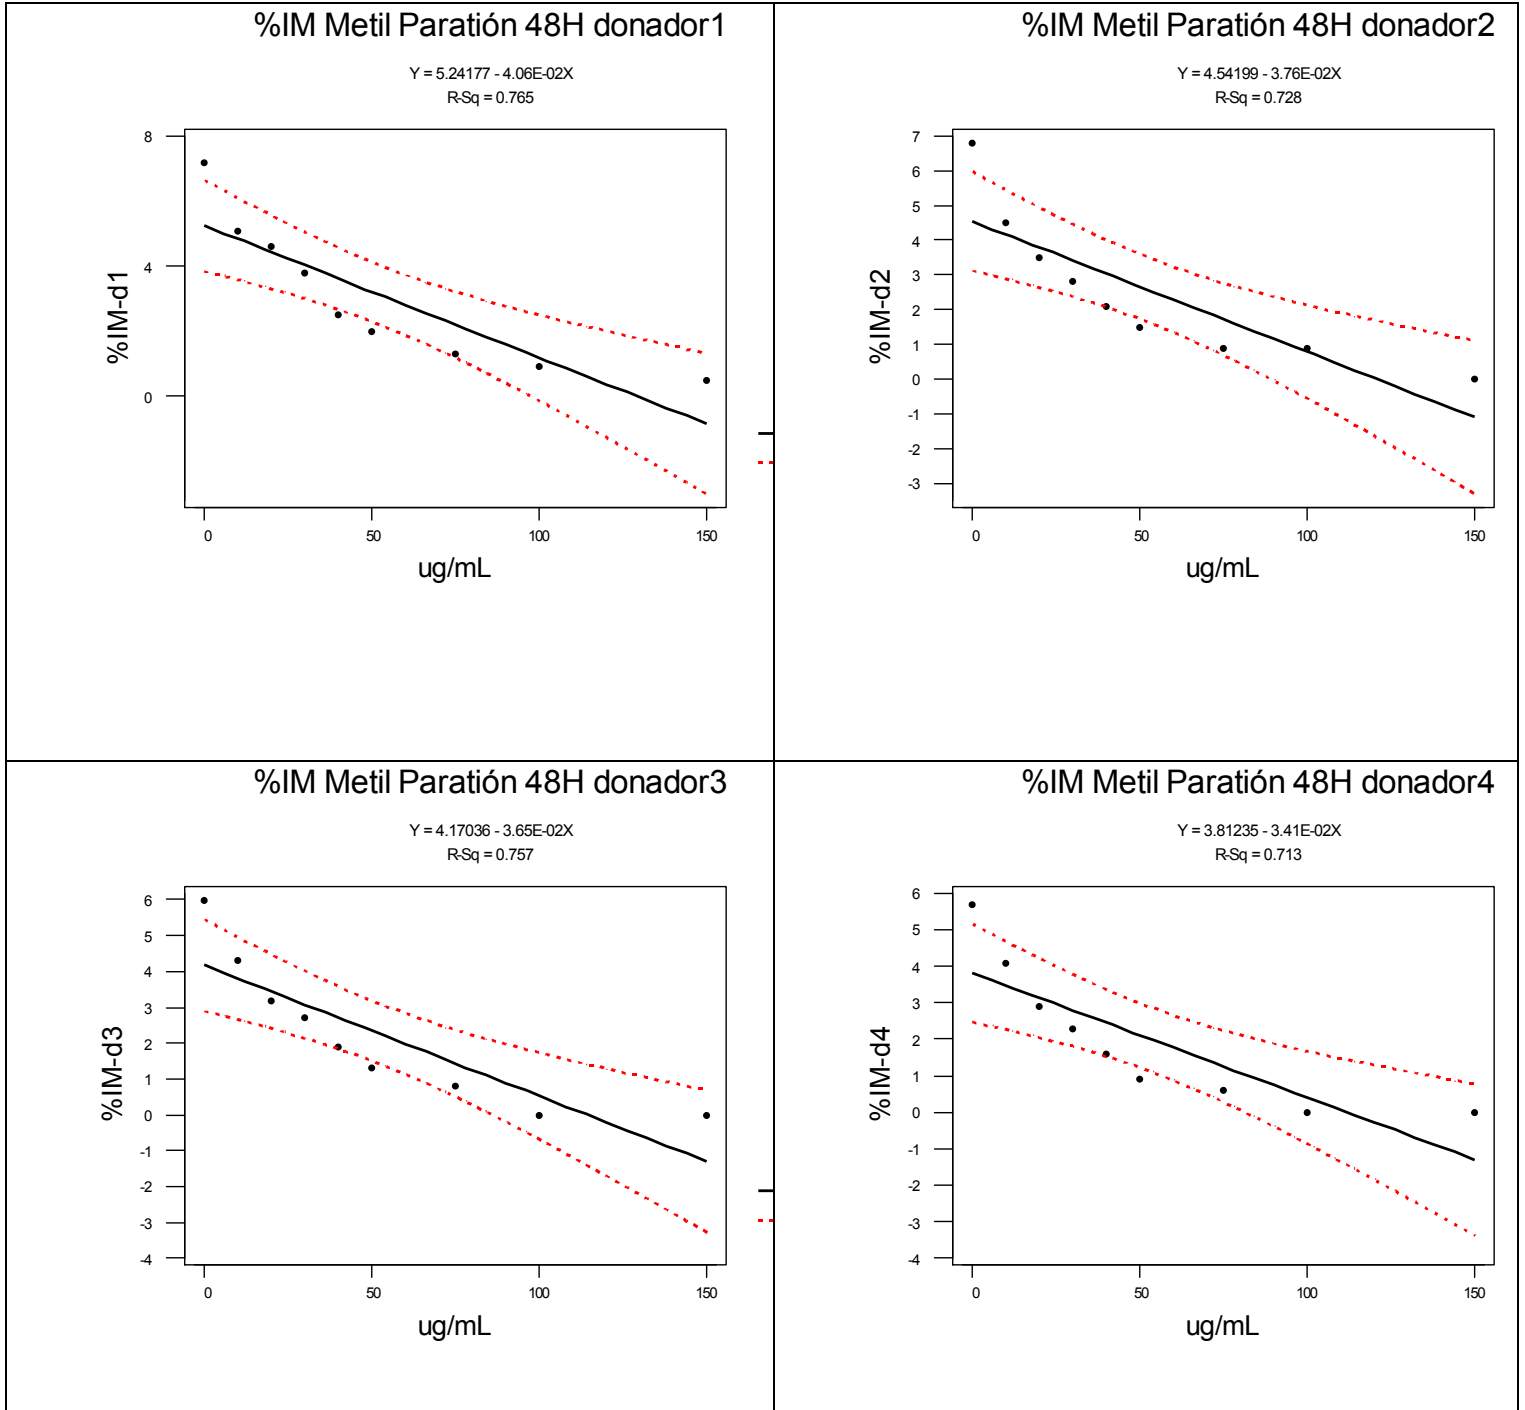 %IM Metil Paratión 48H donador1
Y = 5.24177 - 4.06E-02X
R-Sq = 0.765
8
4
0
%IM-d1
0 50 100 150
ug/mL
%IM Metil Paratión 48H donador2
Y = 4.54199 - 3.76E-02X
R-Sq = 0.728
7
6
5
4
3
2
1
0
-1
-2
-3
%IM-d2
0 50 100 150
ug/mL
%IM Metil Paratión 48H donador3
Y = 4.17036 - 3.65E-02X
R-Sq = 0.757
6
5
4
3
2
1
0
-1
-2
-3
-4
%IM-d3
0 50 100 150
ug/mL
%IM Metil Paratión 48H donador4
Y = 3.81235 - 3.41E-02X
R-Sq = 0.713
6
5
4
3
2
1
0
-1
-2
-3
-4
%IM-d4
0 50 100 150
ug/mL